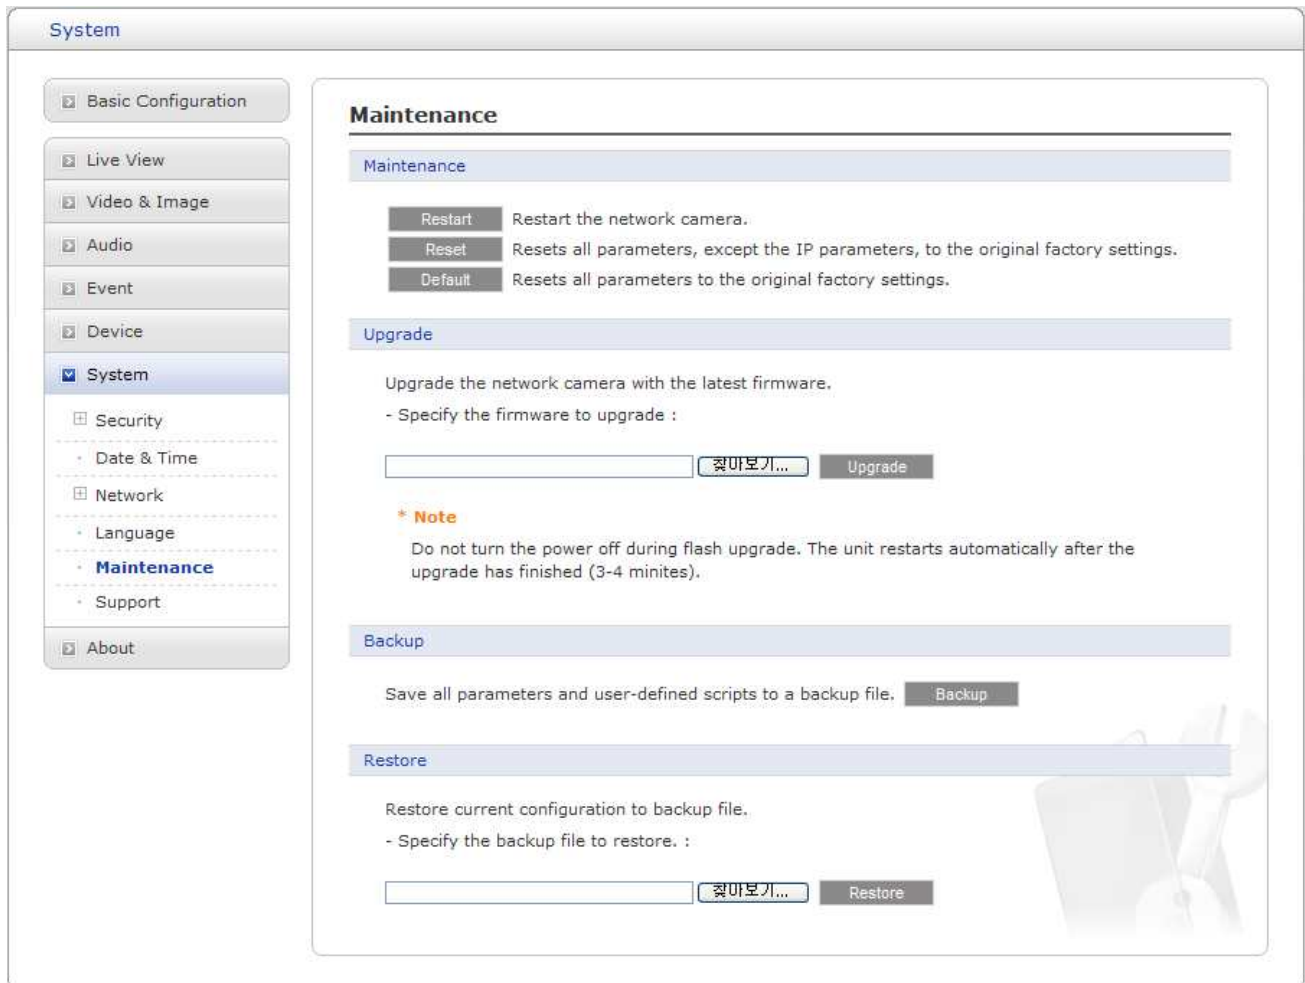 System
Basic Configuration
Live View
Video & Image
Audio
Event
Device
System
Security
Date & Time
Network
Language
Maintenance
Support
About
Maintenance
Maintenance
Restart Restart the network camera.
Reset Resets all parameters, except the IP parameters, to the original factory settings.
Default Resets all parameters to the original factory settings.
Upgrade
Upgrade the network camera with the latest firmware.
- Specify the firmware to upgrade :
찾아보기... Upgrade
* Note
Do not turn the power off during flash upgrade. The unit restarts automatically after the
upgrade has finished (3-4 minites).
Backup
Save all parameters and user-defined scripts to a backup file. Backup
Restore
Restore current configuration to backup file.
- Specify the backup file to restore. :
찾아보기... Restore